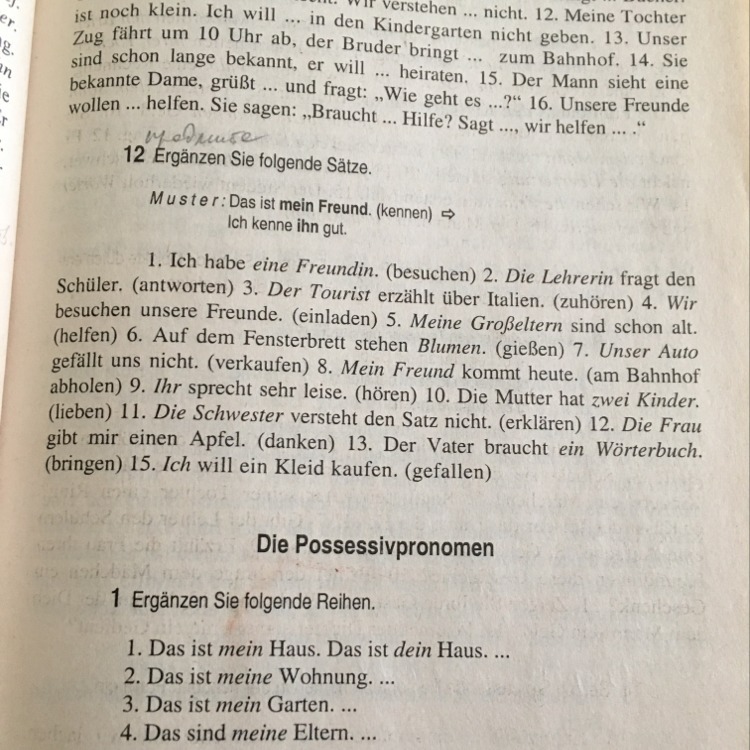 ist noch klein. Ich will ... in den Kindergarten nicht geben. 13. Unser
verstehen ... nicht. 12. Meine Tochter
Zug fährt um 10 Uhr ab, der Bruder bringt ... zum Bahnhof. 14. Sie
sind schon lange bekannt, er will ... heiraten. 15. Der Mann sieht eine
bekannte Dame, grüßt ... und fragt: „Wie geht es ...?“ 16. Unsere Freunde
wollen ... helfen. Sie sagen: „Braucht ... Hilfe? Sagt ..., wir helfen ... .“
12 Ergänzen Sie folgende Sätze.
Muster: Das ist mein Freund. (kennen) ⇨
Ich kenne ihn gut.
1. Ich habe eine Freundin. (besuchen) 2. Die Lehrerin fragt den
Schüler. (antworten) 3. Der Tourist erzählt über Italien. (zuhören) 4. Wir
besuchen unsere Freunde. (einladen) 5. Meine Großeltern sind schon alt.
(helfen) 6. Auf dem Fensterbrett stehen Blumen. (gießen) 7. Unser Auto
gefällt uns nicht. (verkaufen) 8. Mein Freund kommt heute. (am Bahnhof
abholen) 9. Ihr sprecht sehr leise. (hören) 10. Die Mutter hat zwei Kinder.
(lieben) 11. Die Schwester versteht den Satz nicht. (erklären) 12. Die Frau
gibt mir einen Apfel. (danken) 13. Der Vater braucht ein Wörterbuch.
(bringen) 15. Ich will ein Kleid kaufen. (gefallen)
Die Possessivpronomen
1 Ergänzen Sie folgende Reihen.
1. Das ist mein Haus. Das ist dein Haus. ...
2. Das ist meine Wohnung. ...
3. Das ist mein Garten. ...
4. Das sind meine Eltern. ...